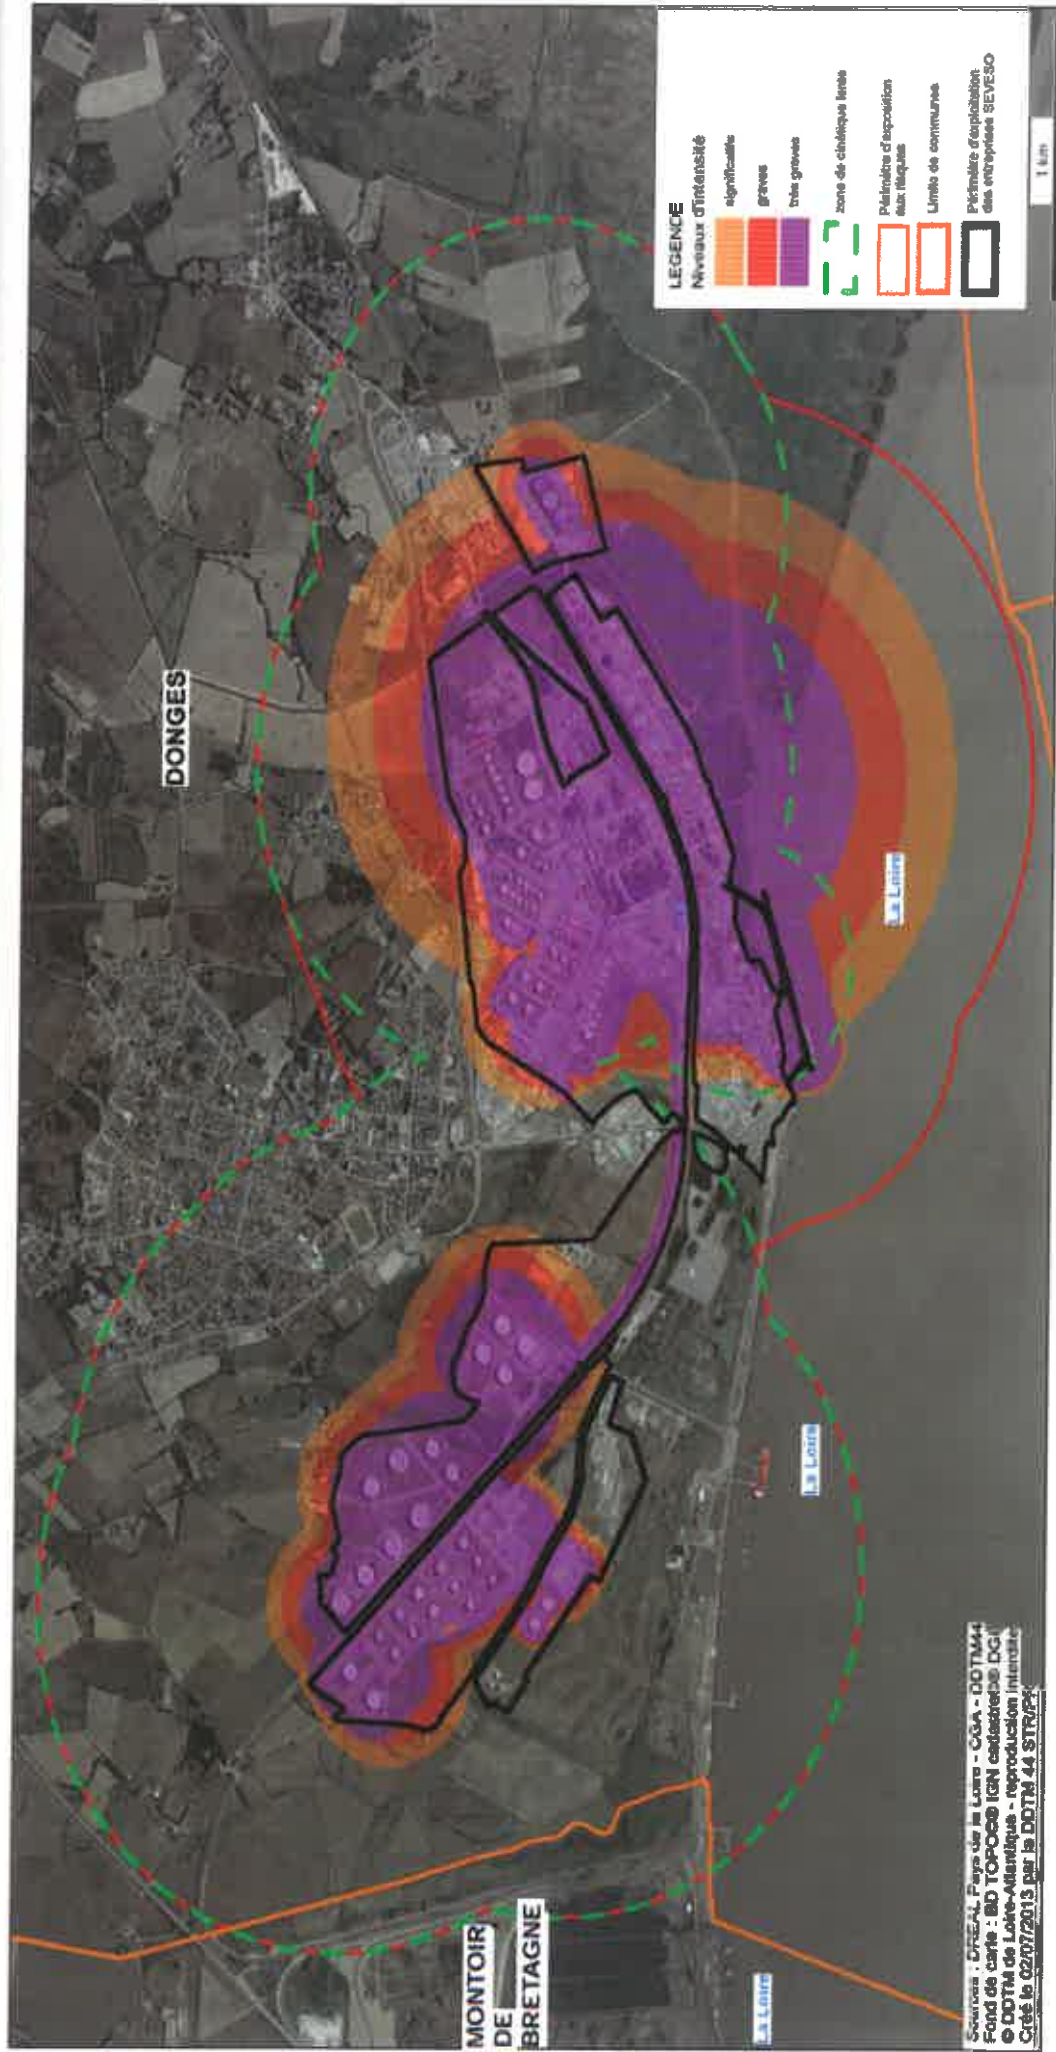 DONGES
MONTOIR
DE
BRETAGNE
La Loire
La Loire
La Loire
LEGENDE
Niveaux d'intensité
significatifs
graves
très graves
zone de cinétique lente
Périmètre d'exposition
aux risques
Limite de communes
Périmètre d'exploitation
des entreprises SEVESO
1 km
Sources : DREAL Pays de la Loire - CGA - DDTM44
Fond de carte : BD TOPO© IGN cadastre© DGI
© DDTM de Loire-Atlantique - reproduction interdite
Créé le 02/07/2013 par la DDTM 44 STR/PR